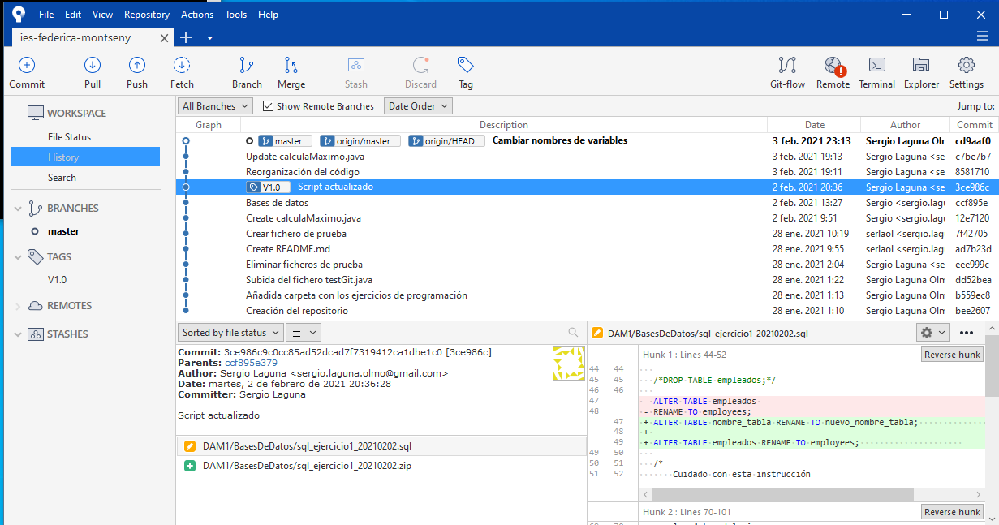 File Edit View Repository Actions Tools Help
ies-federica-montseny
Commit Pull Push Fetch Branch Merge Stash Discard Tag Git-flow Remote Terminal Explorer Settings
WORKSPACE
File Status
History
Search
BRANCHES
master
TAGS
V1.0
REMOTES
STASHES
All Branches Show Remote Branches Date Order Jump to:
Graph Description Date Author Commit
master origin/master origin/HEAD Cambiar nombres de variables 3 feb. 2021 23:13 Sergio Laguna Olm cd9aaf0
Update calculaMaximo.java 3 feb. 2021 19:13 Sergio Laguna <se c7be7b7
Reorganización del código 3 feb. 2021 19:11 Sergio Laguna <se 8581710
V1.0 Script actualizado 2 feb. 2021 20:36 Sergio Laguna <se 3ce986c
Bases de datos 2 feb. 2021 13:27 Sergio <sergio.lagu ccf895e
Create calculaMaximo.java 2 feb. 2021 9:51 Sergio <sergio.lagu 12e7120
Crear fichero de prueba 28 ene. 2021 10:19 serlaol <sergio.lagu 7f42705
Create README.md 28 ene. 2021 9:55 serlaol <sergio.lagu ad7b23d
Eliminar ficheros de prueba 28 ene. 2021 2:04 Sergio Laguna <se eee999c
Subida del fichero testGit.java 28 ene. 2021 1:22 Sergio Laguna Olm dd52bea
Añadida carpeta con los ejercicios de programación 28 ene. 2021 1:13 Sergio Laguna Olm b559ec8
Creación del repositorio 28 ene. 2021 1:10 Sergio Laguna Olm bee2607
Sorted by file status
Commit: 3ce986c9c0cc85ad52dcad7f7319412ca1dbe1c0 [3ce986c]
Parents: ccf895e379
Author: Sergio Laguna <sergio.laguna.olmo@gmail.com>
Date: martes, 2 de febrero de 2021 20:36:28
Committer: Sergio Laguna
Script actualizado
DAM1/BasesDeDatos/sql_ejercicio1_20210202.sql
DAM1/BasesDeDatos/sql_ejercicio1_20210202.zip
DAM1/BasesDeDatos/sql_ejercicio1_20210202.sql
Hunk 1 : Lines 44-52 Reverse hunk
44 44
45 45 /*DROP TABLE empleados;*/
46 46
47 - ALTER TABLE empleados
48 - RENAME TO employees;
47 + ALTER TABLE nombre_tabla RENAME TO nuevo_nombre_tabla;
48 +
49 + ALTER TABLE empleados RENAME TO employees;
49 50
50 51 /*
51 52 Cuidado con esta instrucción
Hunk 2 : Lines 70-101 Reverse hunk